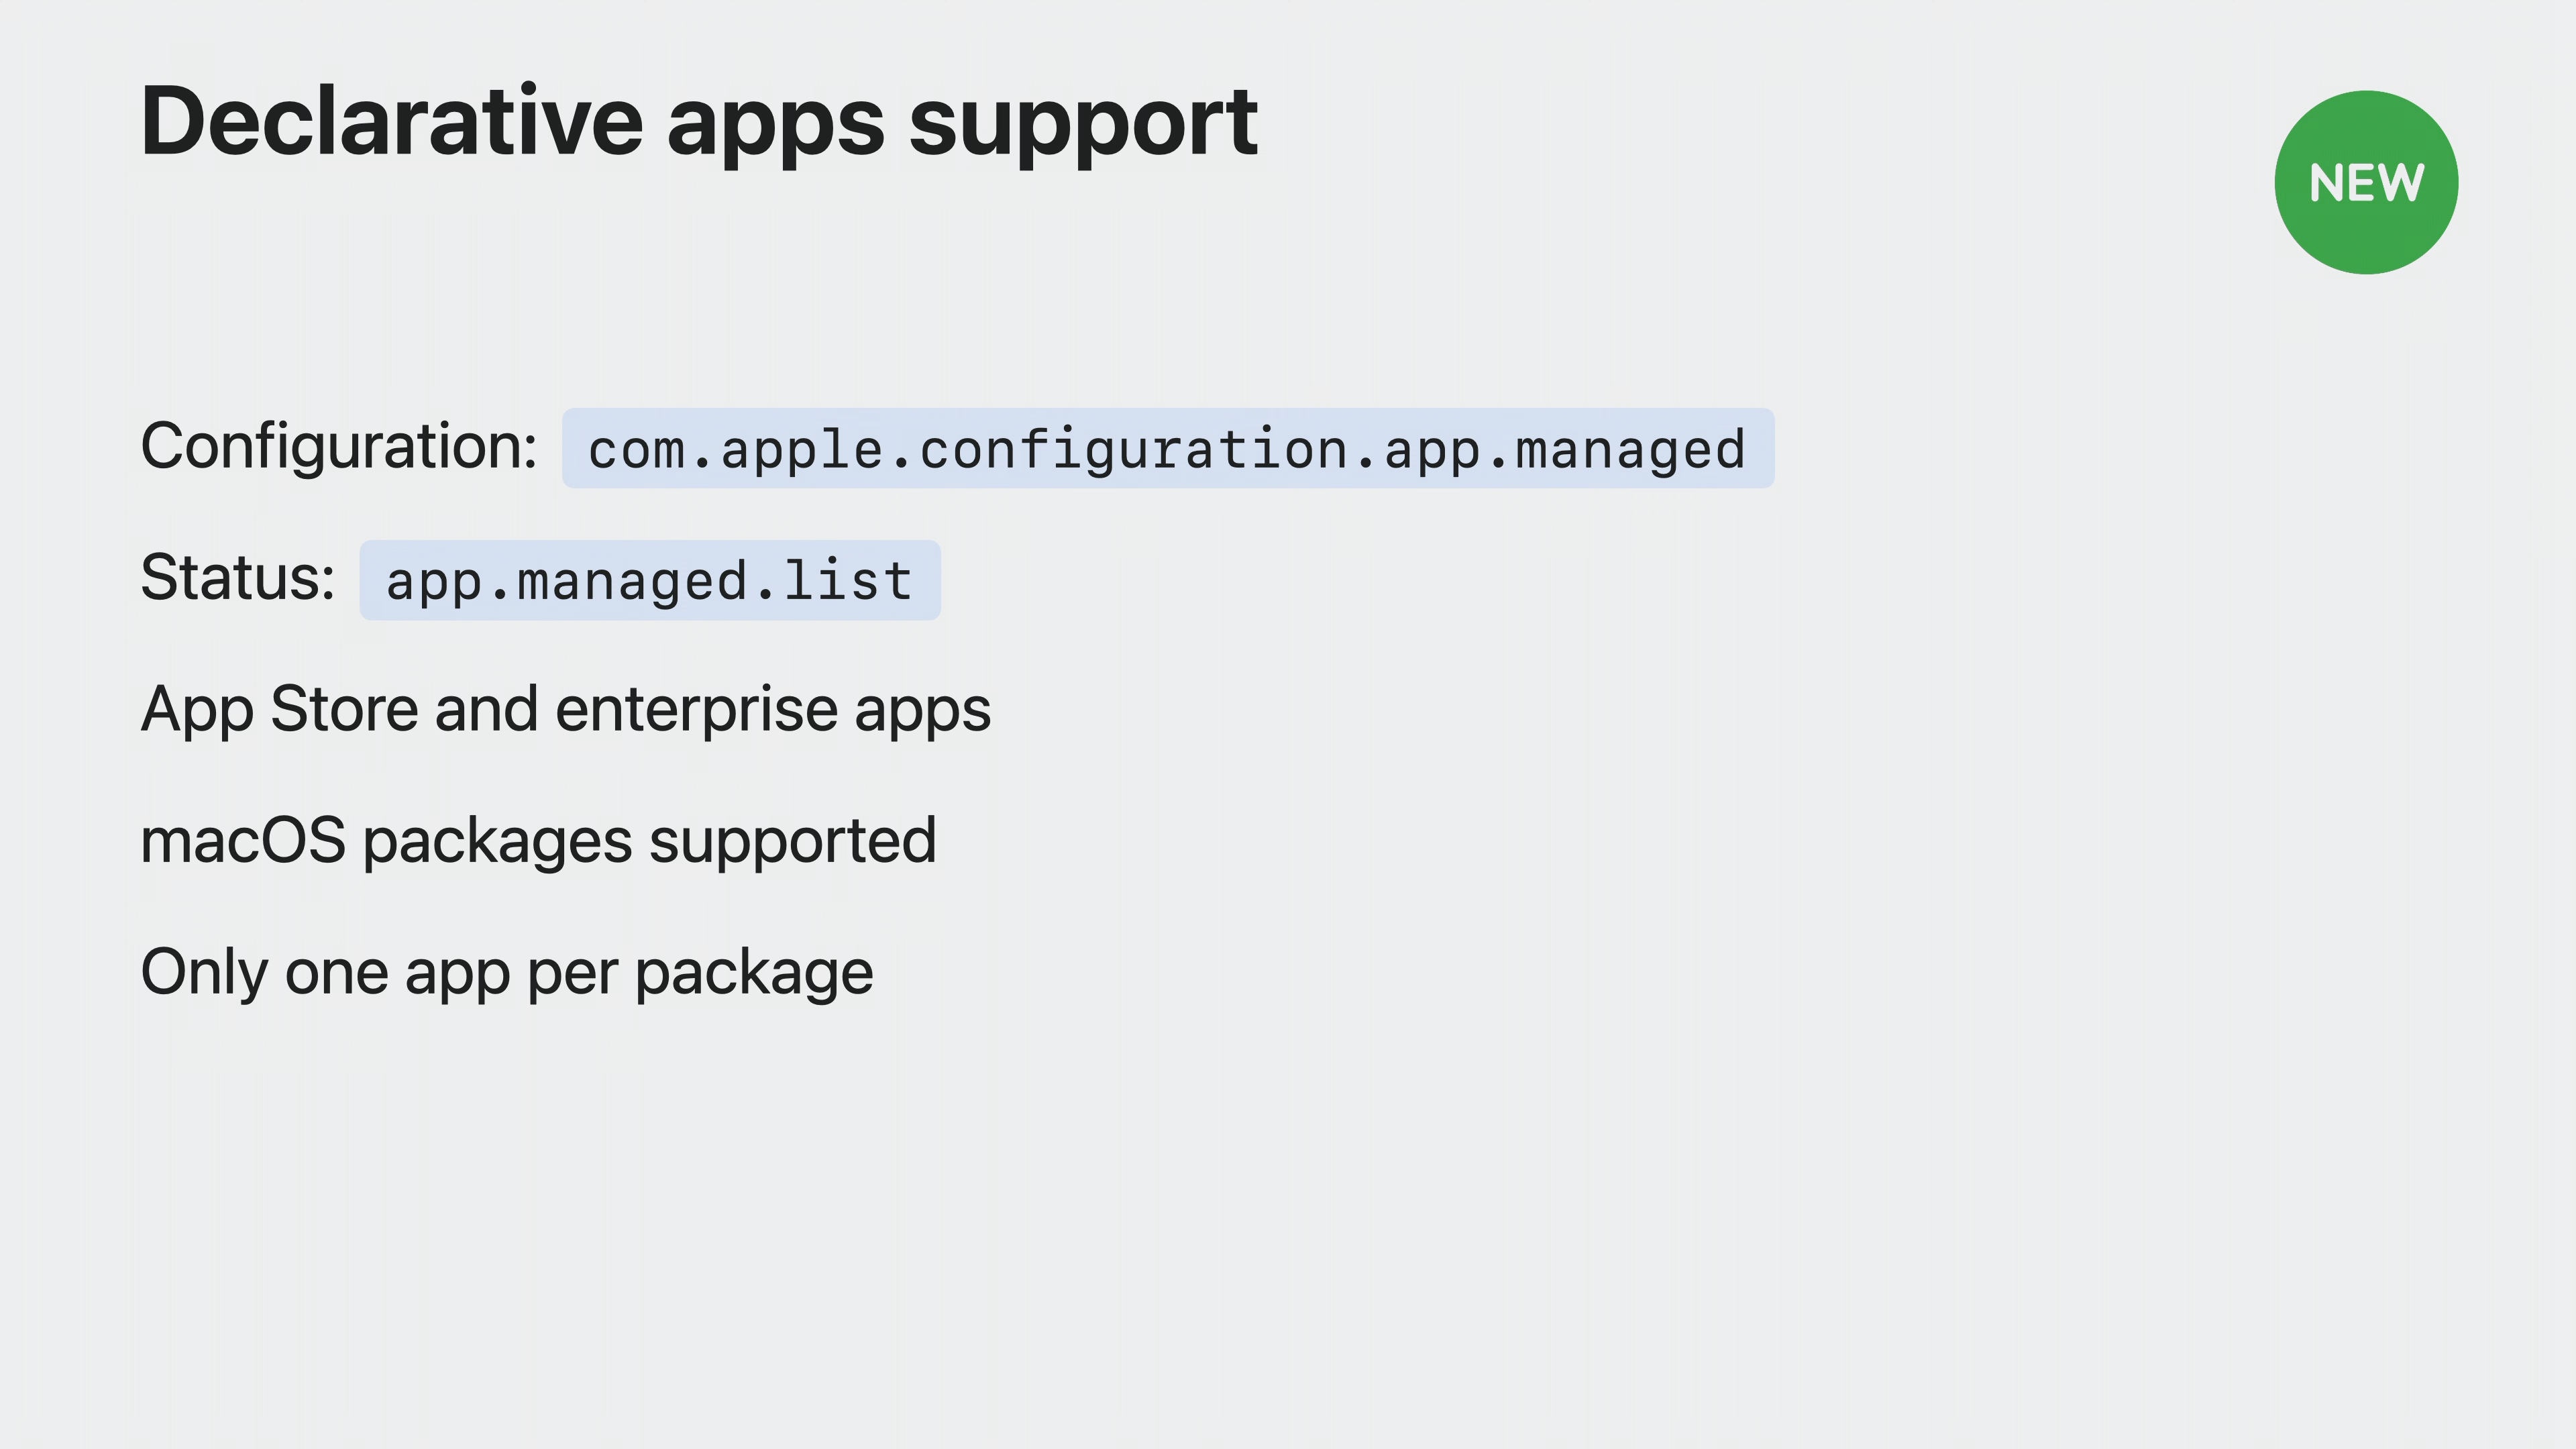 Declarative apps support
NEW
Configuration: com.apple.configuration.app.managed
Status: app.managed.list
App Store and enterprise apps
macOS packages supported
Only one app per package